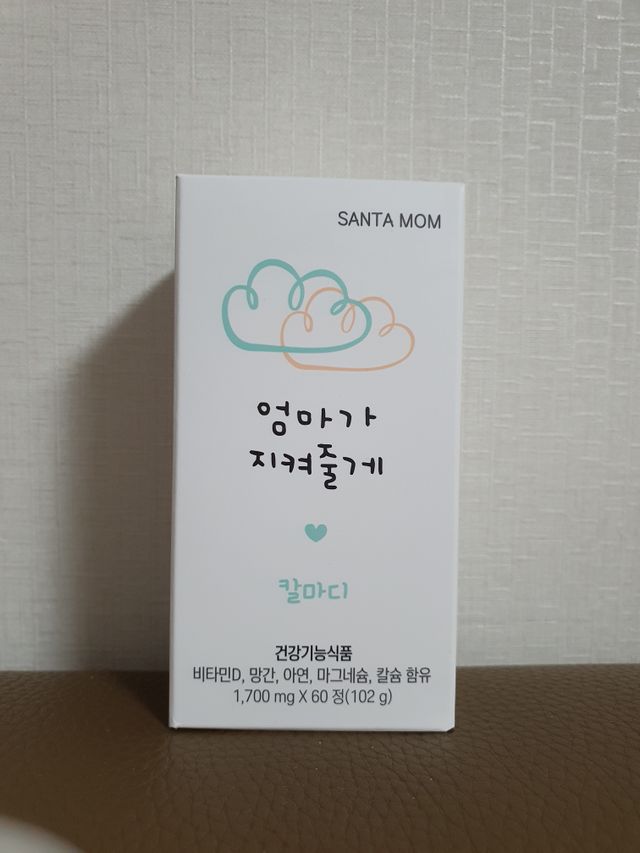 SANTA MOM
엄마가
지켜줄게
칼마디
건강기능식품
비타민D, 망간, 아연, 마그네슘, 칼슘 함유
1,700 mg X 60 정(102 g)